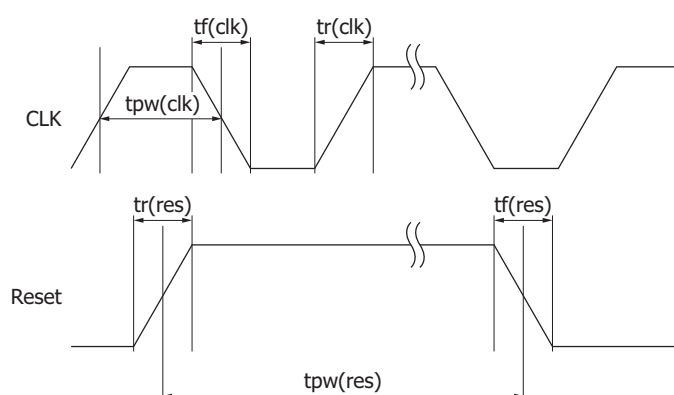 tf(clk) tr(clk)
tpw(clk)
CLK
tr(res) tf(res)
Reset
tpw(res)